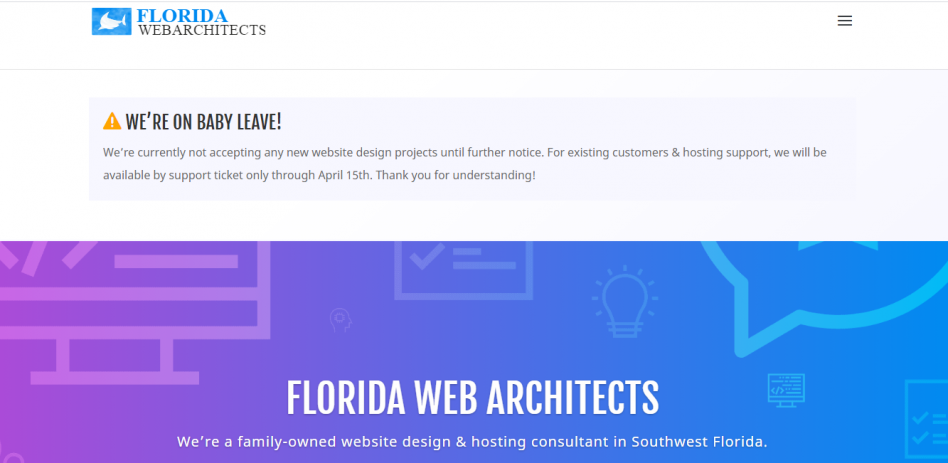 FLORIDA
WEBARCHITECTS
WE'RE ON BABY LEAVE!
We're currently not accepting any new website design projects until further notice. For existing customers & hosting support, we will be
available by support ticket only through April 15th. Thank you for understanding!
FLORIDA WEB ARCHITECTS
We're a family-owned website design & hosting consultant in Southwest Florida.